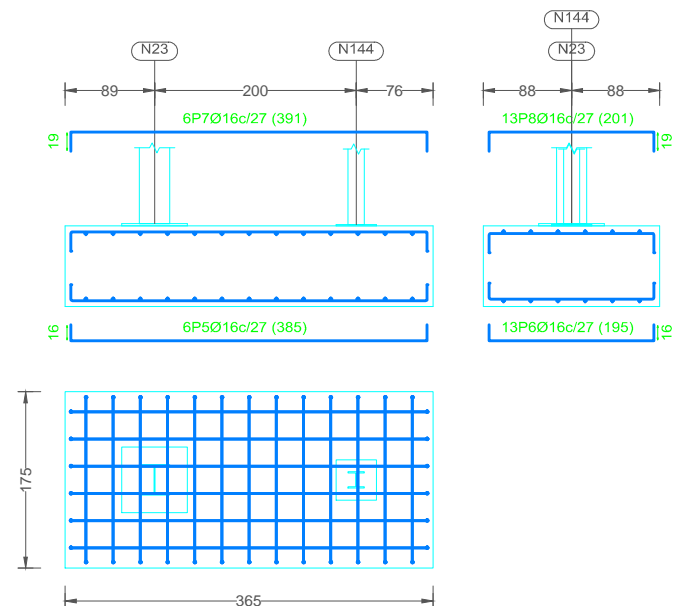 N144
N23
N144
N23
89
200
76
88
88
6P7Ø16c/27 (391)
13P8Ø16c/27 (201)
19
19
6P5Ø16c/27 (385)
13P6Ø16c/27 (195)
16
16
175
365